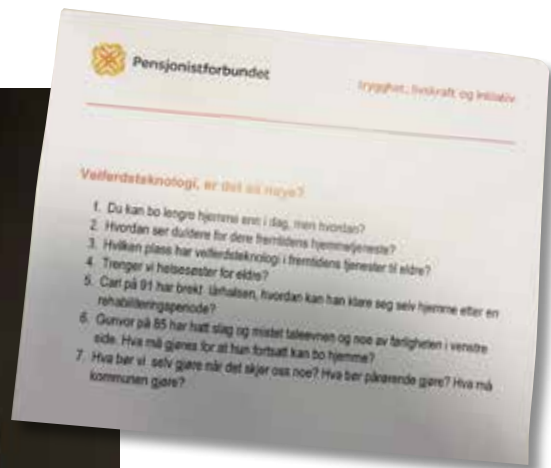 Pensjonistforbundet
trygghet, livskraft og initiativ
Velferdsteknologi, er det så nøye?
1. Du kan bo lengre hjemme enn i dag, men hvordan?
2. Hvordan ser du/dere for dere fremtidens hjemmetjeneste?
3. Hvilken plass har velferdsteknologi i fremtidens tjenester til eldre?
4. Trenger vi helsesøster for eldre?
5. Carl på 91 har brekt lårhalsen, hvordan kan han klare seg selv hjemme etter en
rehabiliteringsperiode?
6. Gunvor på 85 har hatt slag og mistet taleevnen og noe av førligheten i venstre
side. Hva må gjøres for at hun fortsatt kan bo hjemme?
7. Hva bør vi selv gjøre når det skjer oss noe? Hva bør pårørende gjøre? Hva må
kommunen gjøre?